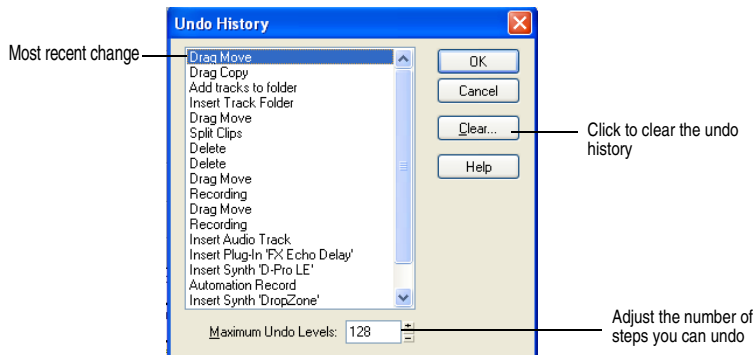 Undo History
Most recent change
Drag Move
Drag Copy
Add tracks to folder
Insert Track Folder
Drag Move
Split Clips
Delete
Delete
Drag Move
Recording
Drag Move
Recording
Insert Audio Track
Insert Plug-In 'FX Echo Delay'
Insert Synth 'D-Pro LE'
Automation Record
Insert Synth 'DropZone'
OK
Cancel
Clear...
Help
Click to clear the undo
history
Maximum Undo Levels: 128
Adjust the number of
steps you can undo